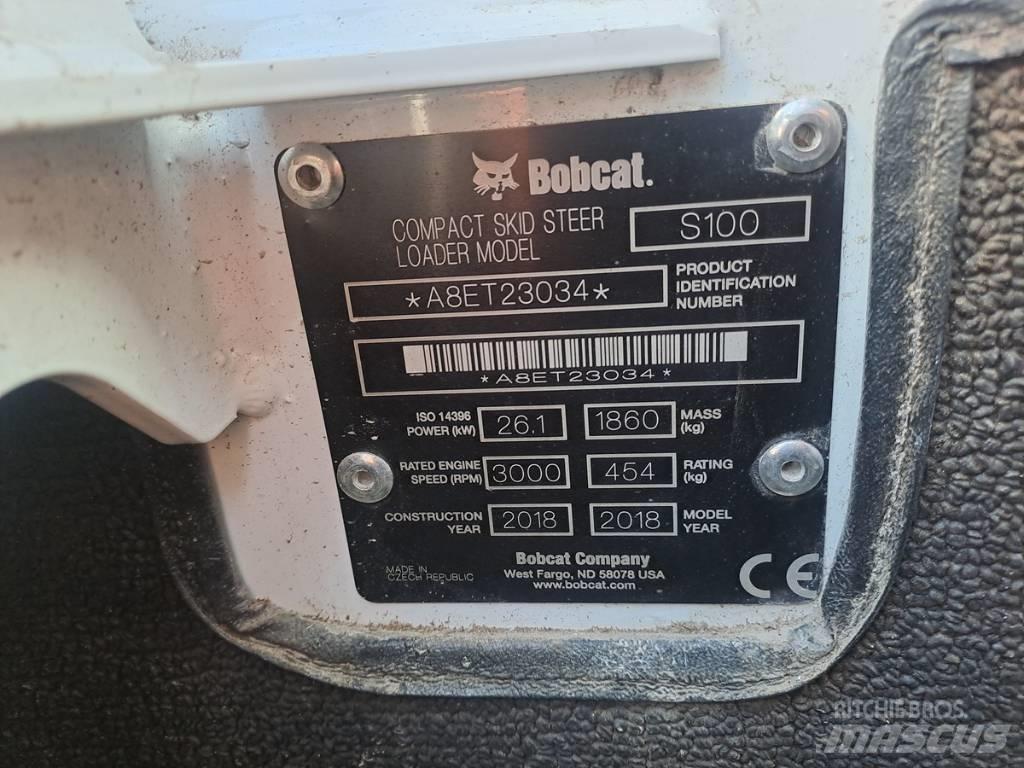 Bobcat.
COMPACT SKID STEER
LOADER MODEL
S100
*A8ET23034*
PRODUCT
IDENTIFICATION
NUMBER
*A8ET23034*
ISO 14396
POWER (kW)
26.1
1860
MASS
(kg)
RATED ENGINE
SPEED (RPM)
3000
454
RATING
(kg)
CONSTRUCTION
YEAR
2018
2018
MODEL
YEAR
Bobcat Company
West Fargo, ND 58078 USA
www.bobcat.com
MADE IN
CZECH REPUBLIC
CE
RITCHIE BROS.
MASCUS